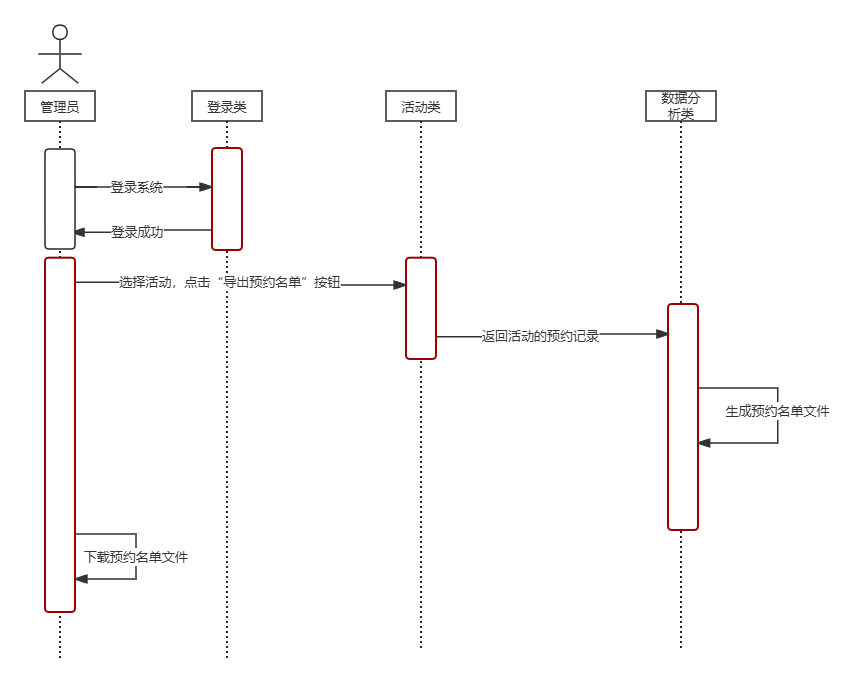 管理员
登录类
活动类
数据分
析类
登录系统
登录成功
选择活动，点击“导出预约名单”按钮
返回活动的预约记录
生成预约名单文件
下载预约名单文件